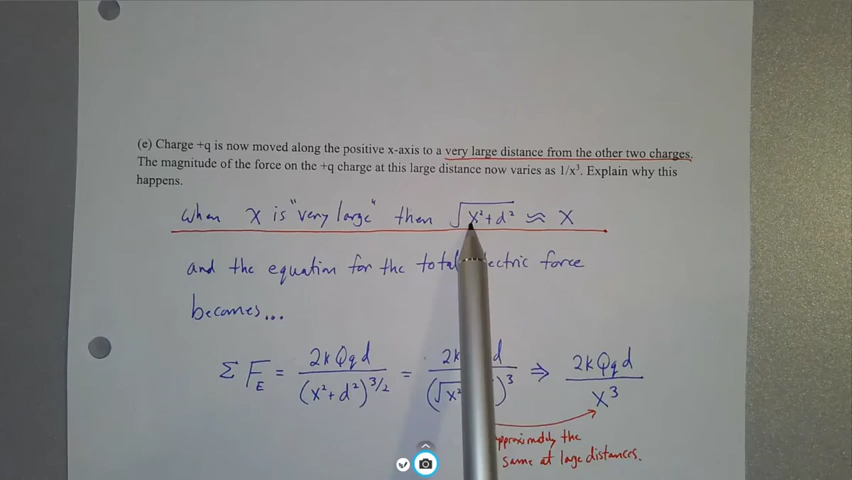 (e) Charge +q is now moved along the positive x-axis to a very large distance from the other two charges.
The magnitude of the force on the +q charge at this large distance now varies as 1/x³. Explain why this
happens.
When x is "very large" then √x²+d² ≈ x
and the equation for the total force
becomes...
Σ F_E = 2kQqd / (x²+d²)^3/2 = 2k d / (√x² )³ ⇒ 2kQqd / x³
the
same at large distances.